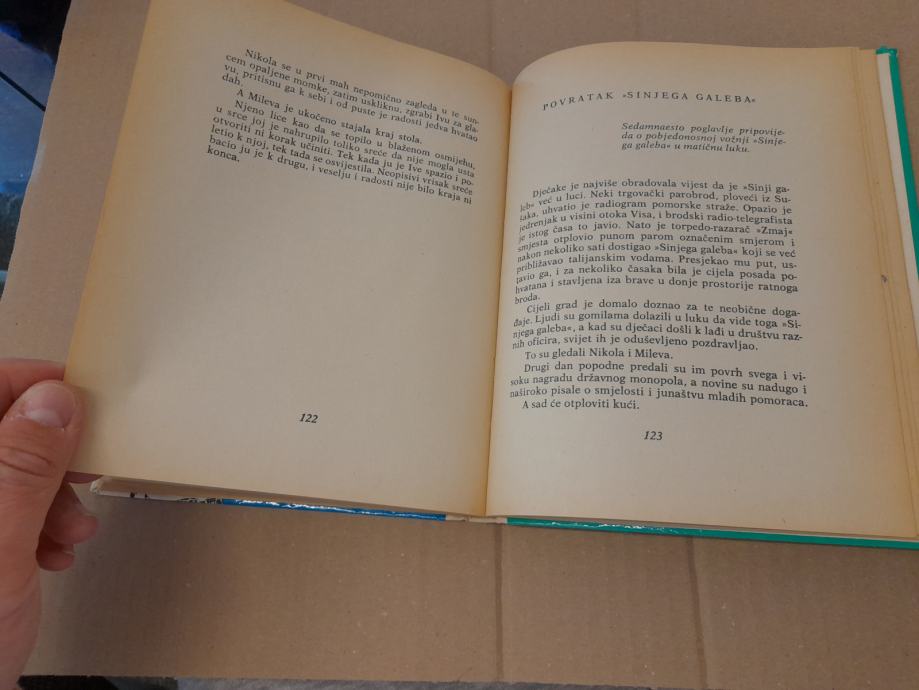 Nikola se u prvi mah nepomično zagleda u te sun-
cem opaljene momke, zatim uskliknu, zgrabi Ivu za gla-
vu, pritisnu ga k sebi i od puste je radosti jedva hvatao
dah.
A Mileva je ukočeno stajala kraj stola.
Njeno lice kao da se topilo u blaženom osmijehu,
u srce joj je nahrupilo toliko sreće da nije mogla usta
otvoriti ni korak učiniti. Tek kada ju je Ive spazio i po-
letio k njoj, tek tada se osvijestila. Neopisivi vrisak sreće
bacio ju je k drugu, i veselju i radosti nije bilo kraja ni
konca.
122
POVRATAK »SINJEGA GALEBA«
Sedamnaesto poglavlje pripovije-
da o pobjedonosnoj vožnji »Sinje-
ga galeba« u matičnu luku.
Dječake je najviše obradovala vijest da je »Sinji ga-
leb« već u luci. Neki trgovački parobrod, ploveći iz Su-
šaka, uhvatio je radiogram pomorske straže. Opazio je
jedrenjak u visini otoka Visa, i brodski radio-telegrafista
je istog časa to javio. Nato je torpedo-razarač »Zmaj«
smjesta otplovio punom parom označenim smjerom i
nakon nekoliko sati dostigao »Sinjega galeba« koji se već
približavao talijanskim vodama. Presjekao mu put, us-
tavio ga, i za nekoliko časaka bila je cijela posada po-
hvatana i stavljena iza brave u donje prostorije ratnoga
broda.
Cijeli grad je domalo doznao za te neobične doga-
đaje. Ljudi su gomilama dolazili u luku da vide toga »Si-
njega galeba«, a kad su dječaci došli k lađi u društvu raz-
nih oficira, svijet ih je oduševljeno pozdravljao.
To su gledali Nikola i Mileva.
Drugi dan popodne predali su im povrh svega i vi-
soku nagradu državnog monopola, a novine su nadugo i
naširoko pisale o smjelosti i junaštvu mladih pomoraca.
A sad će otploviti kući.
123